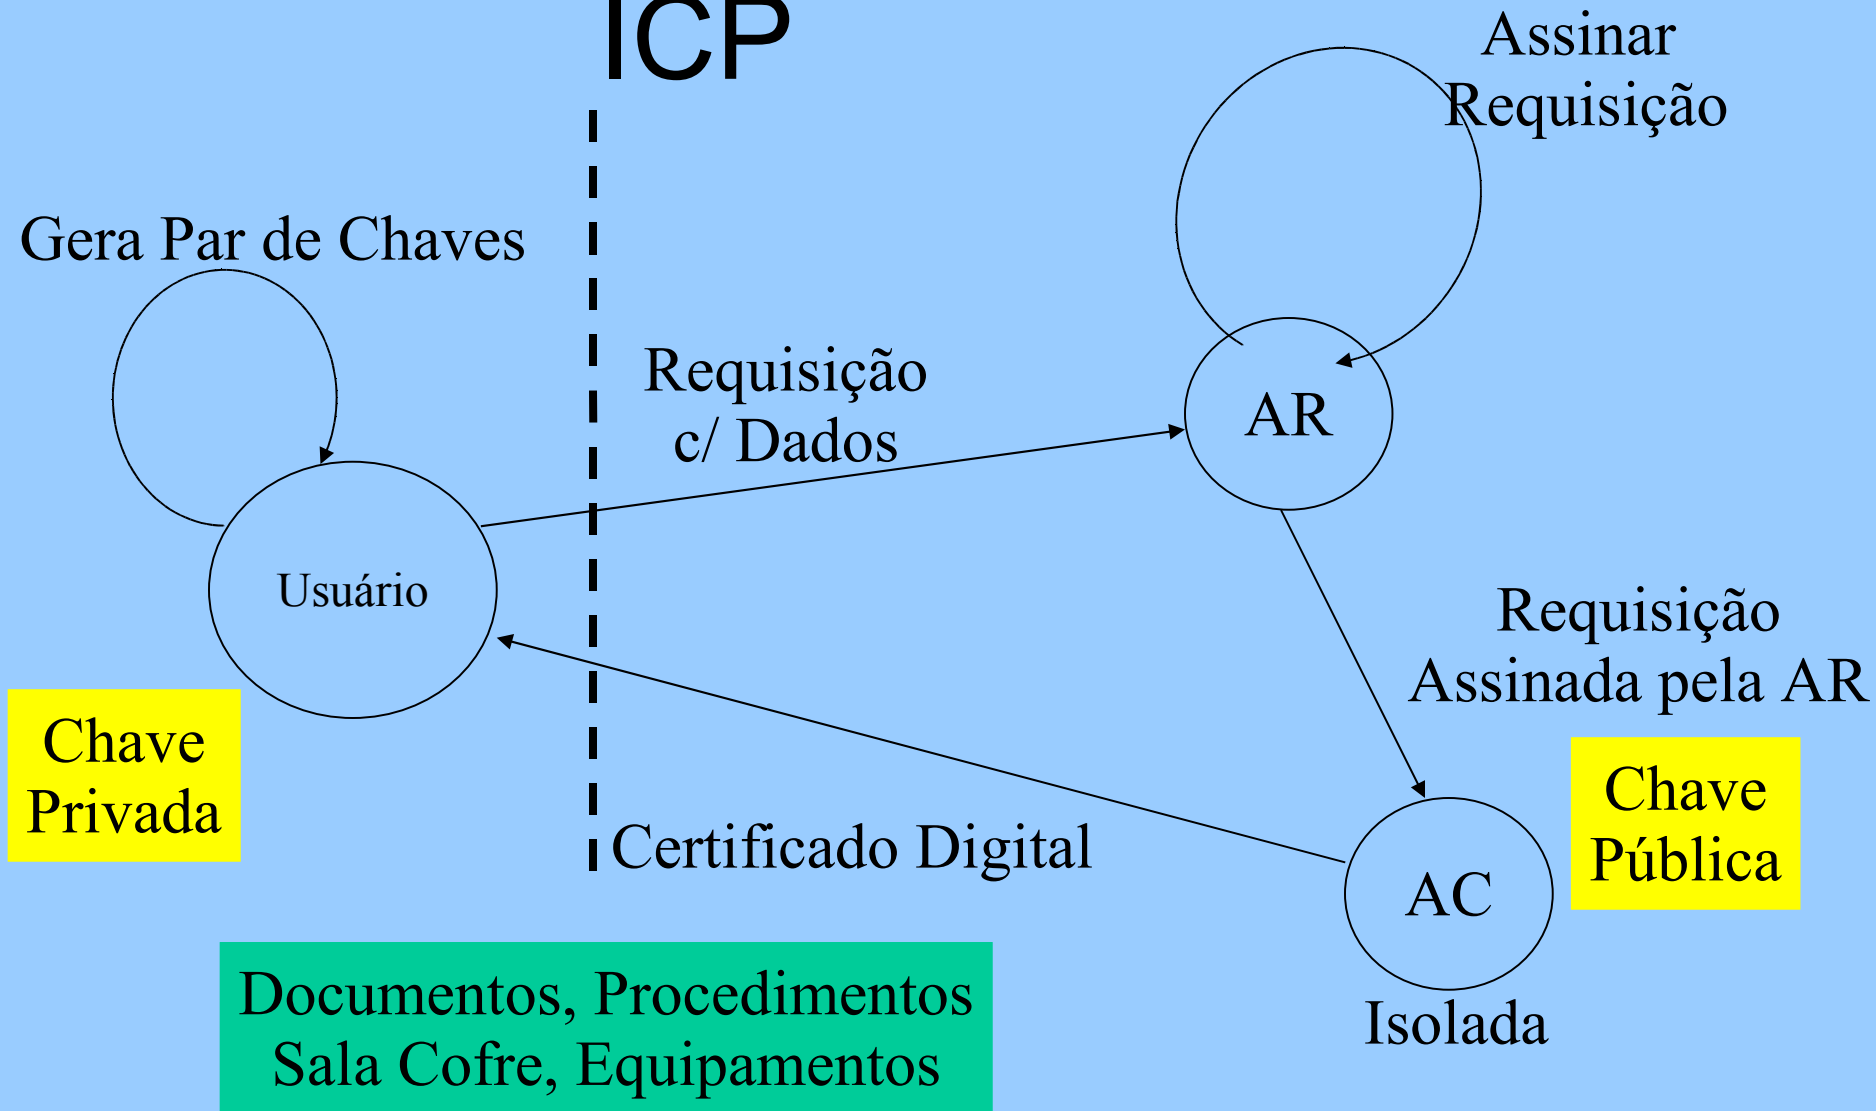 ICP
Assinar
Requisição
Gera Par de Chaves
Requisição
c/ Dados
AR
Usuário
Requisição
Assinada pela AR
Chave
Privada
Chave
Pública
Certificado Digital
AC
Isolada
Documentos, Procedimentos
Sala Cofre, Equipamentos